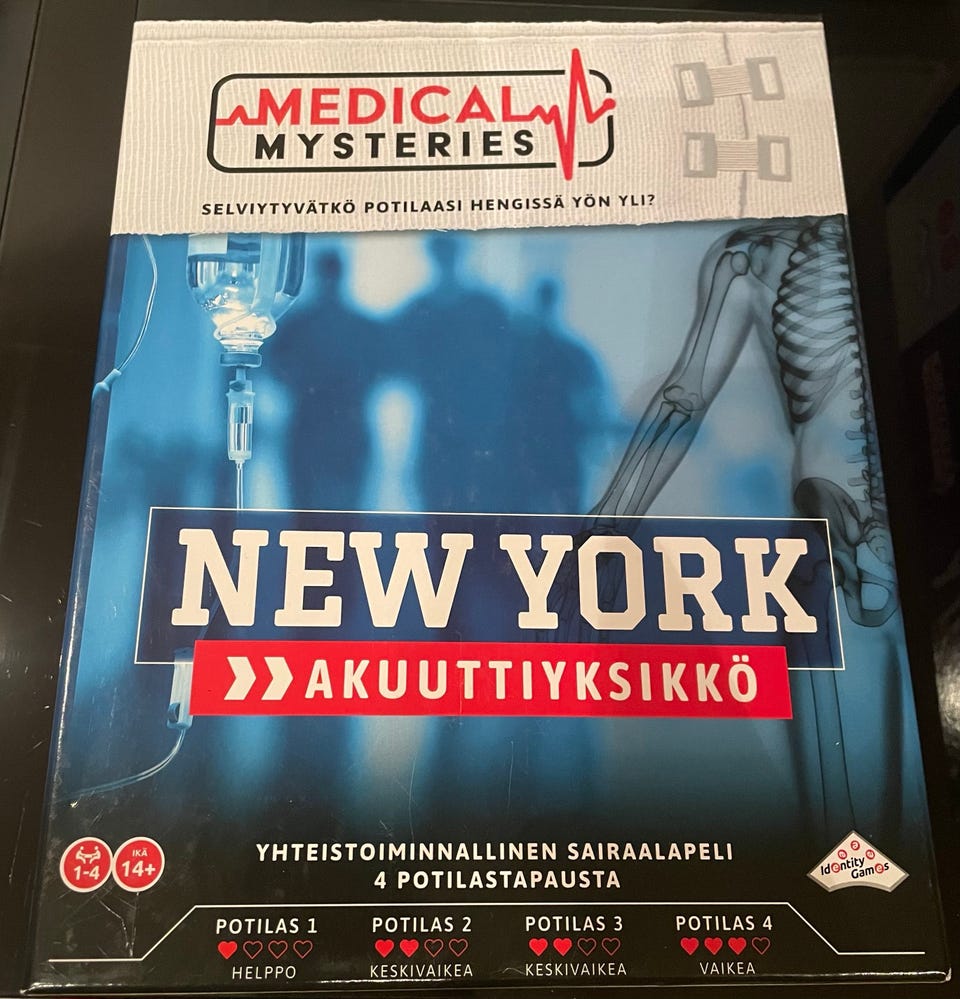 MEDICAL
MYSTERIES
SELVIYTYVÄTKÖ POTILAASI HENGISSÄ YÖN YLI?
NEW YORK
AKUUTTIYKSIKKÖ
1-4
IKÄ
14+
YHTEISTOIMINNALLINEN SAIRAALAPELI
4 POTILASTAPAUSTA
Identity
Games
POTILAS 1 POTILAS 2 POTILAS 3 POTILAS 4
HELPPO KESKIVAIKEA KESKIVAIKEA VAIKEA